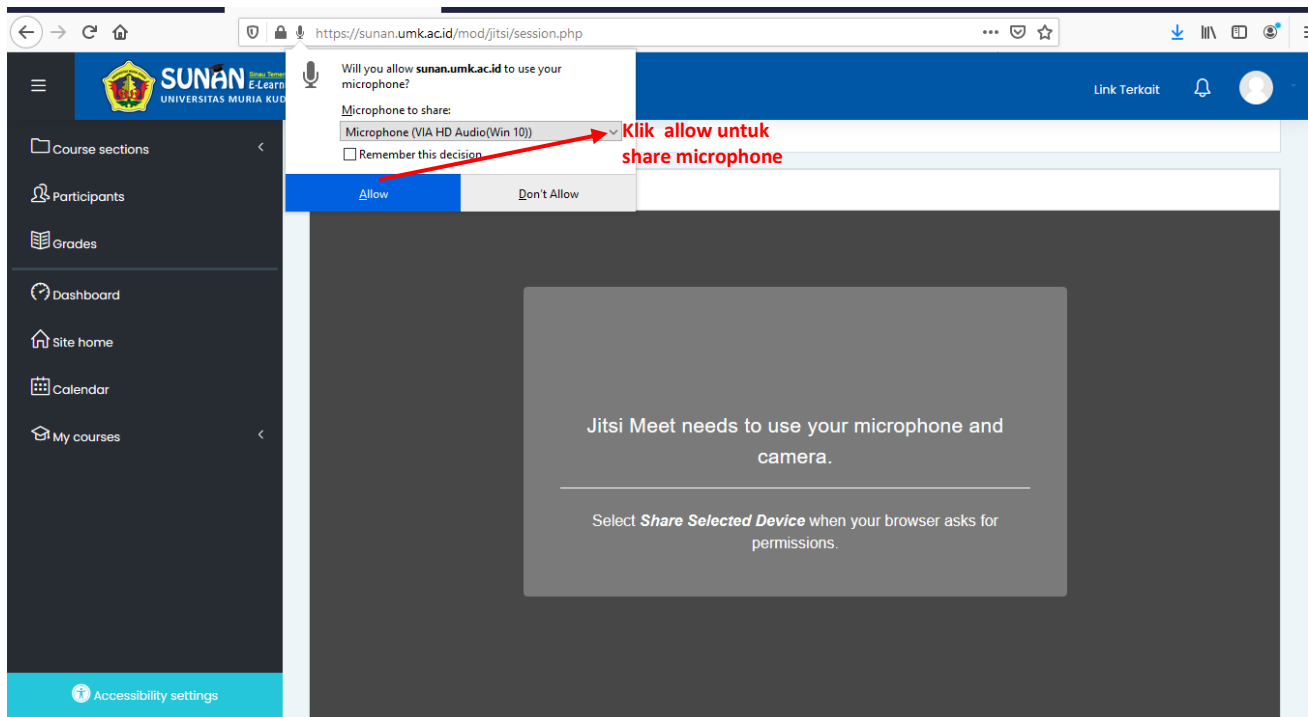 https://sunan.umk.ac.id/mod/jitsi/session.php
SUNAN
E-Learn
UNIVERSITAS MURIA KUD
Will you allow sunan.umk.ac.id to use your
microphone?
Microphone to share:
Microphone (VIA HD Audio(Win 10))
Remember this decision
Allow
Don't Allow
Klik allow untuk
share microphone
Link Terkait
Course sections
Participants
Grades
Dashboard
Site home
Calendar
My courses
Accessibility settings
Jitsi Meet needs to use your microphone and
camera.
Select Share Selected Device when your browser asks for
permissions.